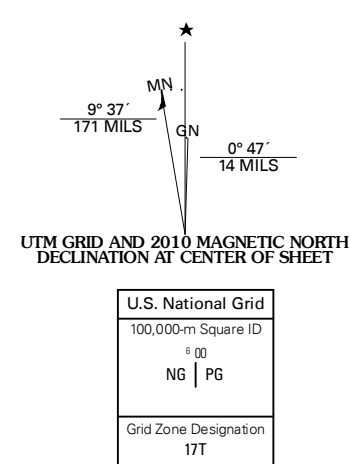 MN
GN
9° 37´
171 MILS
0° 47´
14 MILS
UTM GRID AND 2010 MAGNETIC NORTH
DECLINATION AT CENTER OF SHEET
U.S. National Grid
100,000-m Square ID
6 00
NG PG
Grid Zone Designation
17T